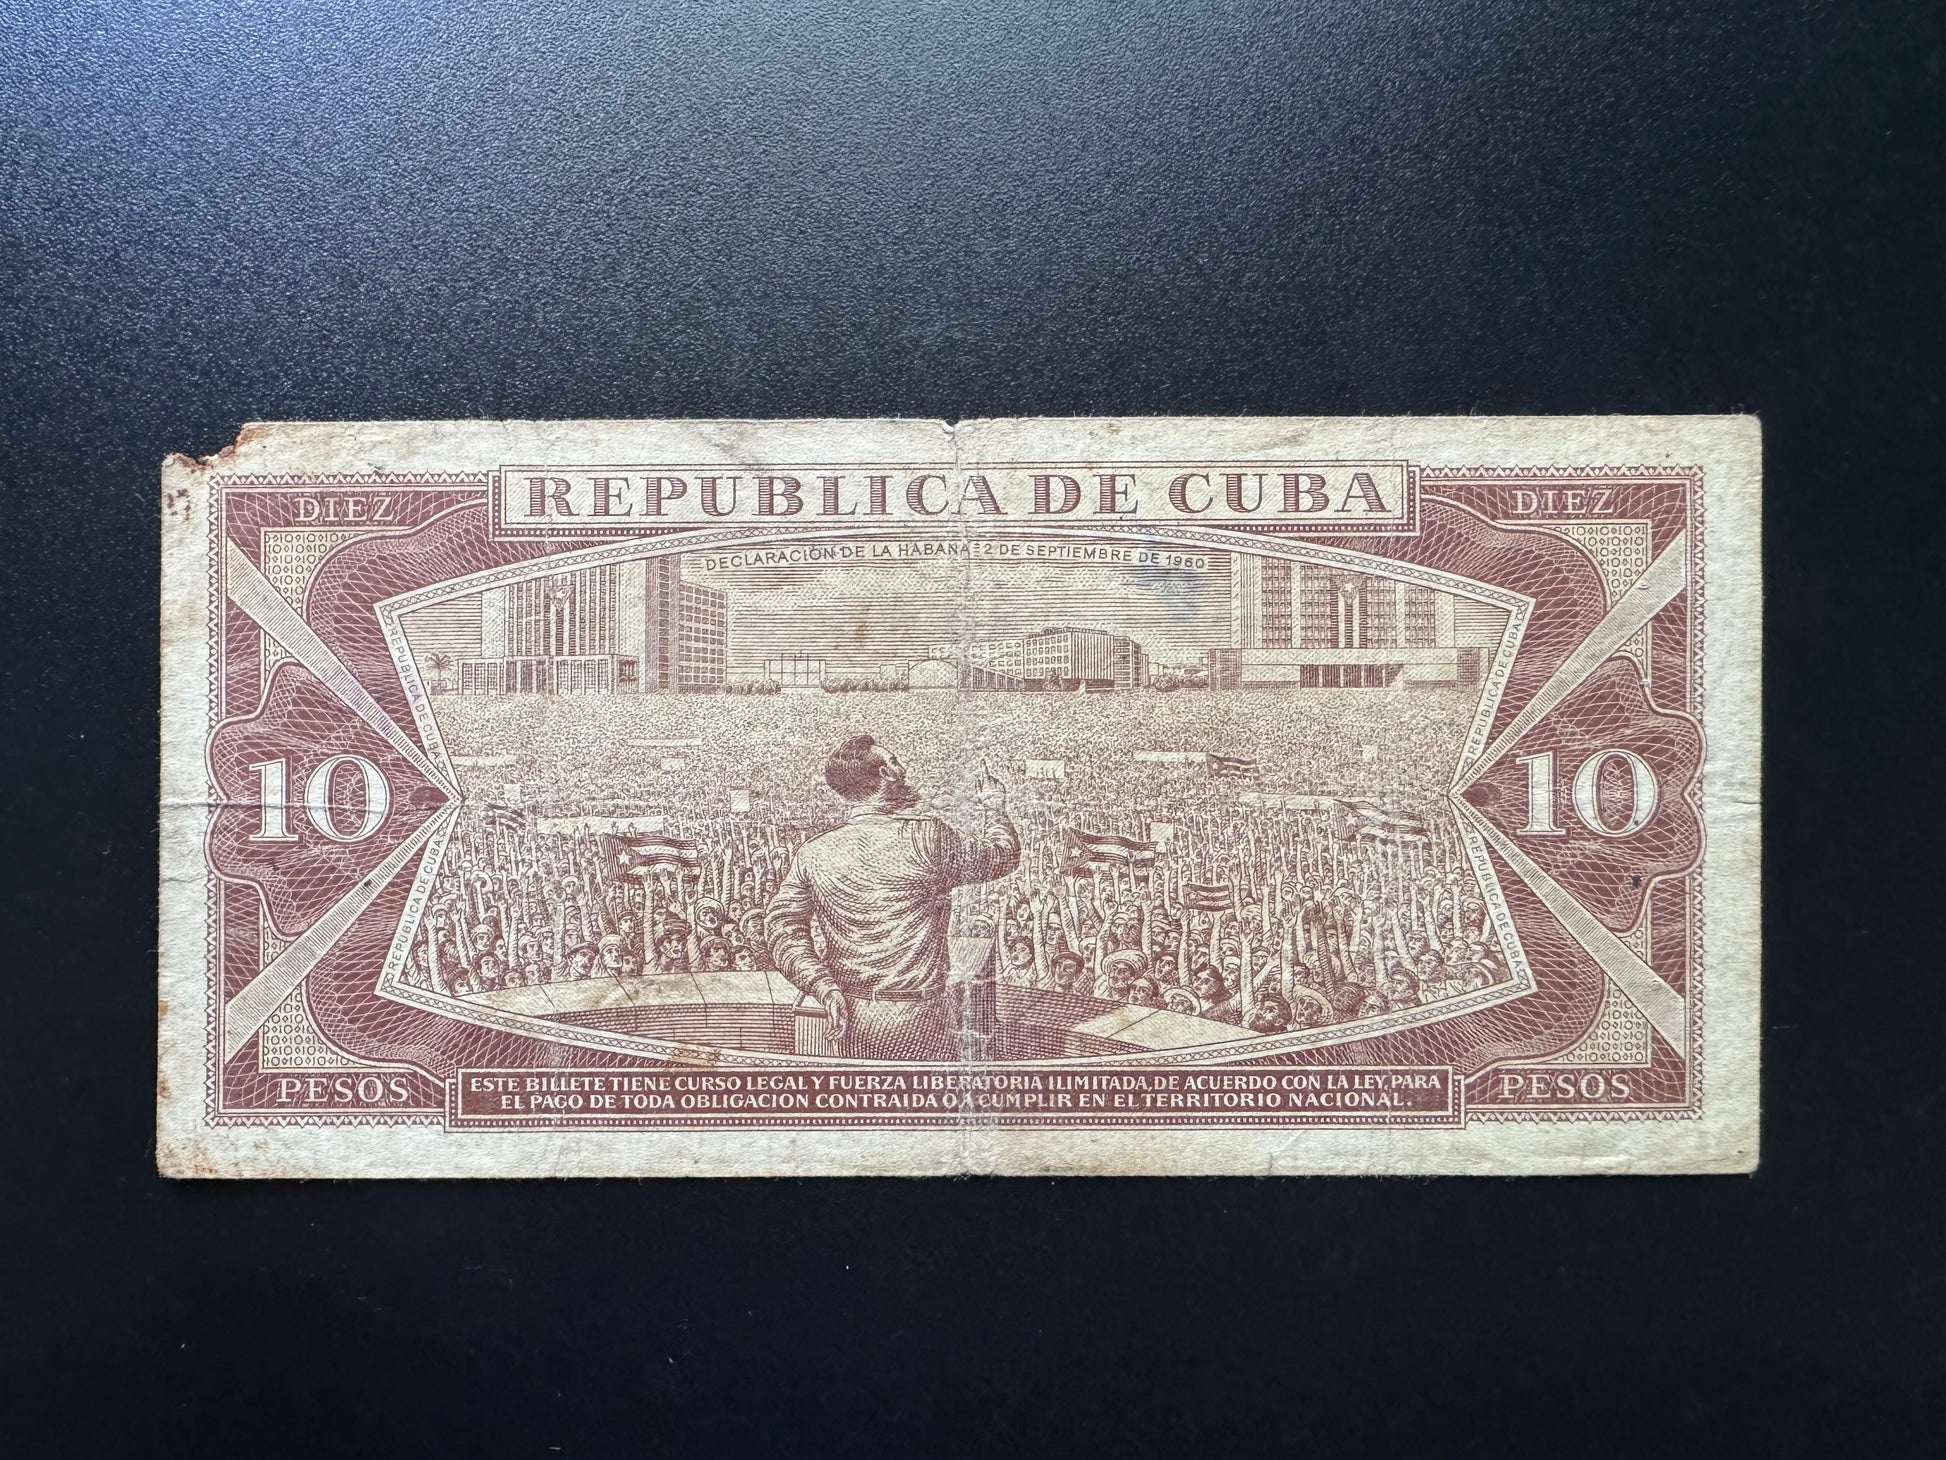 REPUBLICA DE CUBA
DIEZ
DIEZ
DECLARACIÓN DE LA HABANA=2 DE SEPTIEMBRE DE 1960
REPUBLICA DE CUBA
REPUBLICA DE CUBA
10
10
REPUBLICA DE CUBA
REPUBLICA DE CUBA
PESOS
PESOS
ESTE BILLETE TIENE CURSO LEGAL Y FUERZA LIBERATORIA ILIMITADA, DE ACUERDO CON LA LEY, PARA
EL PAGO DE TODA OBLIGACION CONTRAIDA O A CUMPLIR EN EL TERRITORIO NACIONAL.